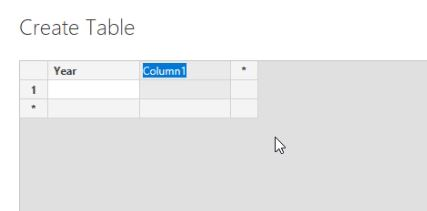 Create Table
Year Column1 *
1
*